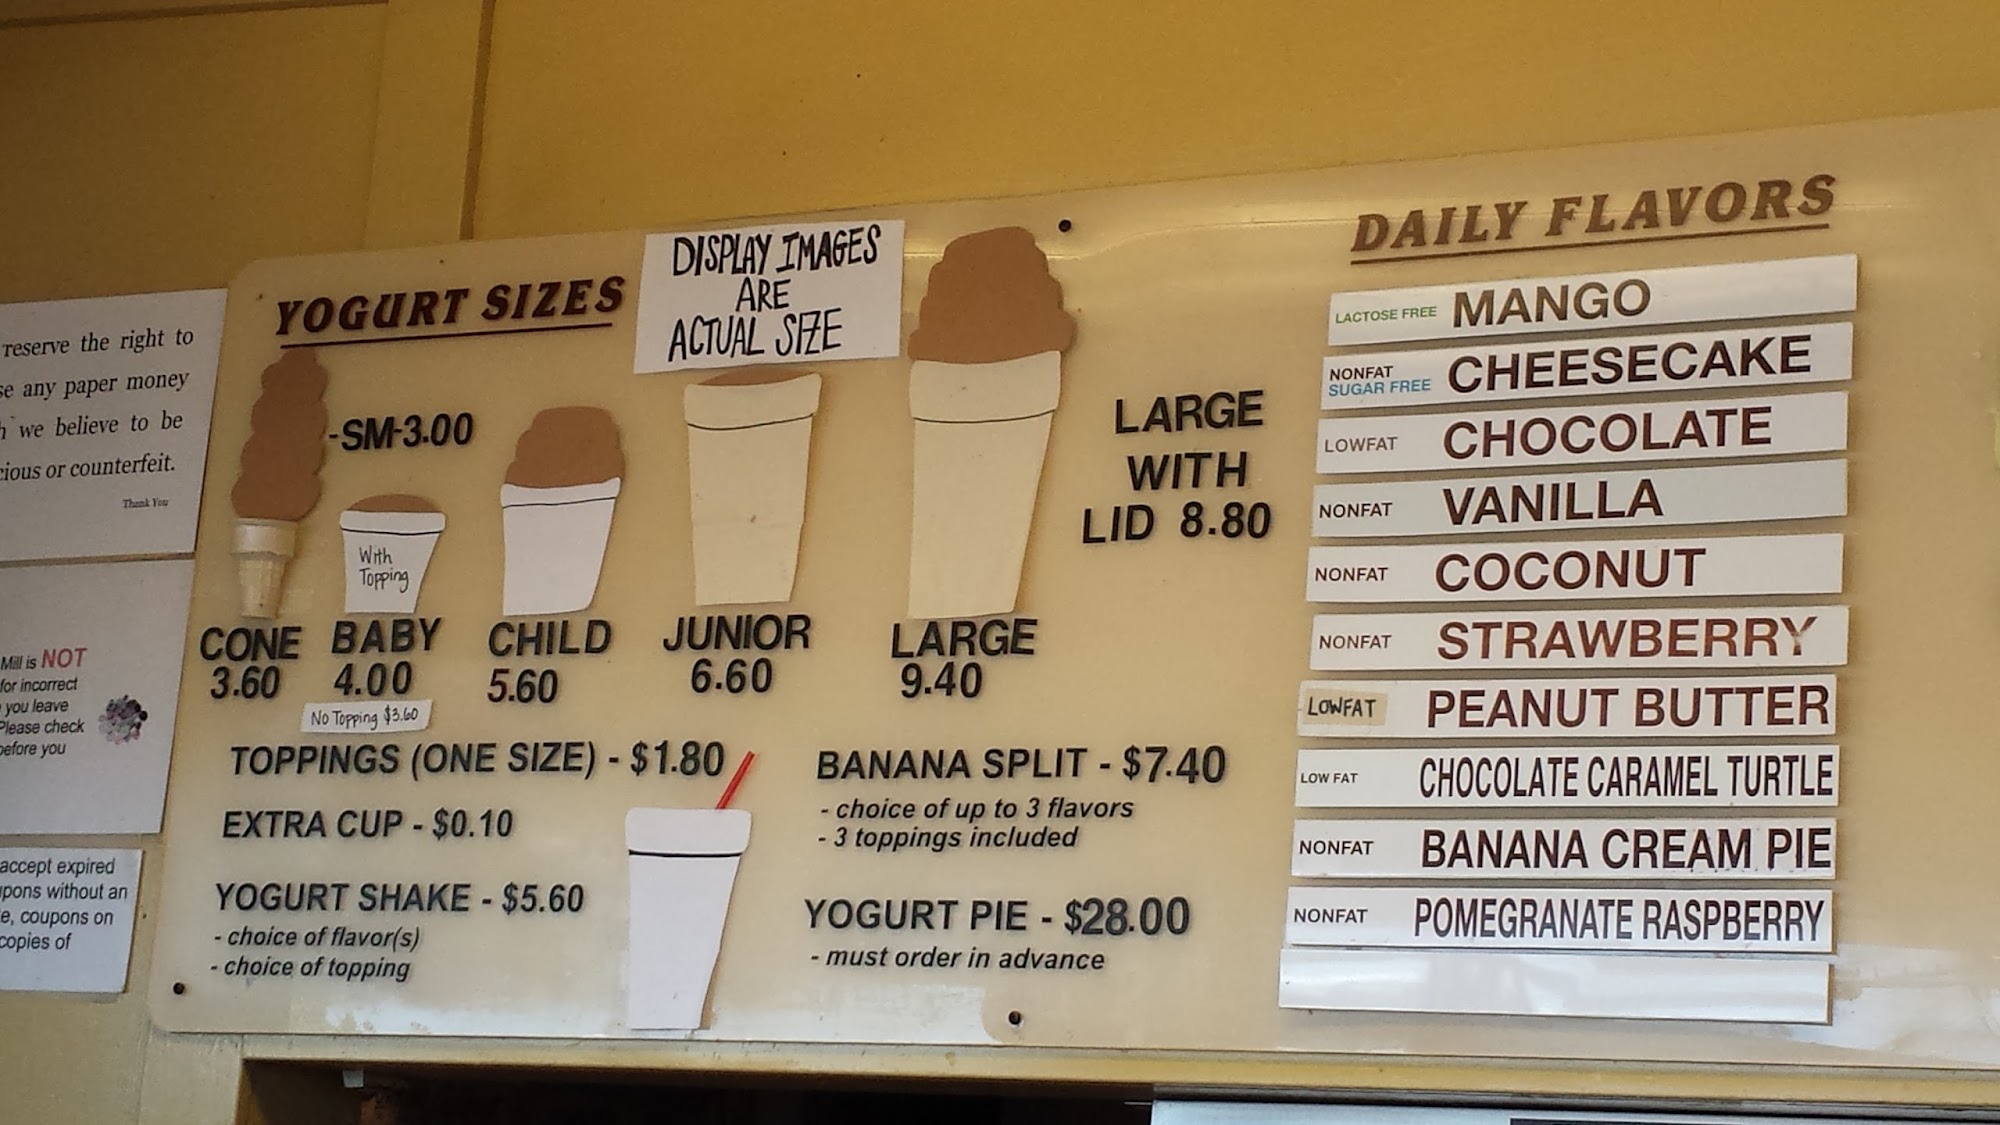 reserve the right to
any paper money
we believe to be
or counterfeit.
Thank You
Mill is NOT
for incorrect
you leave
Please check
before you
accept expired
without an
coupons on
copies of
YOGURT SIZES
DISPLAY IMAGES
ARE
ACTUAL SIZE
-SM-3.00
With
Topping
LARGE
WITH
LID 8.80
CONE
3.60
BABY
4.00
No Topping $3.60
CHILD
5.60
JUNIOR
6.60
LARGE
9.40
TOPPINGS (ONE SIZE) - $1.80
EXTRA CUP - $0.10
YOGURT SHAKE - $5.60
- choice of flavor(s)
- choice of topping
BANANA SPLIT - $7.40
- choice of up to 3 flavors
- 3 toppings included
YOGURT PIE - $28.00
- must order in advance
DAILY FLAVORS
LACTOSE FREE MANGO
NONFAT
SUGAR FREE CHEESECAKE
LOWFAT CHOCOLATE
NONFAT VANILLA
NONFAT COCONUT
NONFAT STRAWBERRY
LOWFAT PEANUT BUTTER
LOW FAT CHOCOLATE CARAMEL TURTLE
NONFAT BANANA CREAM PIE
NONFAT POMEGRANATE RASPBERRY